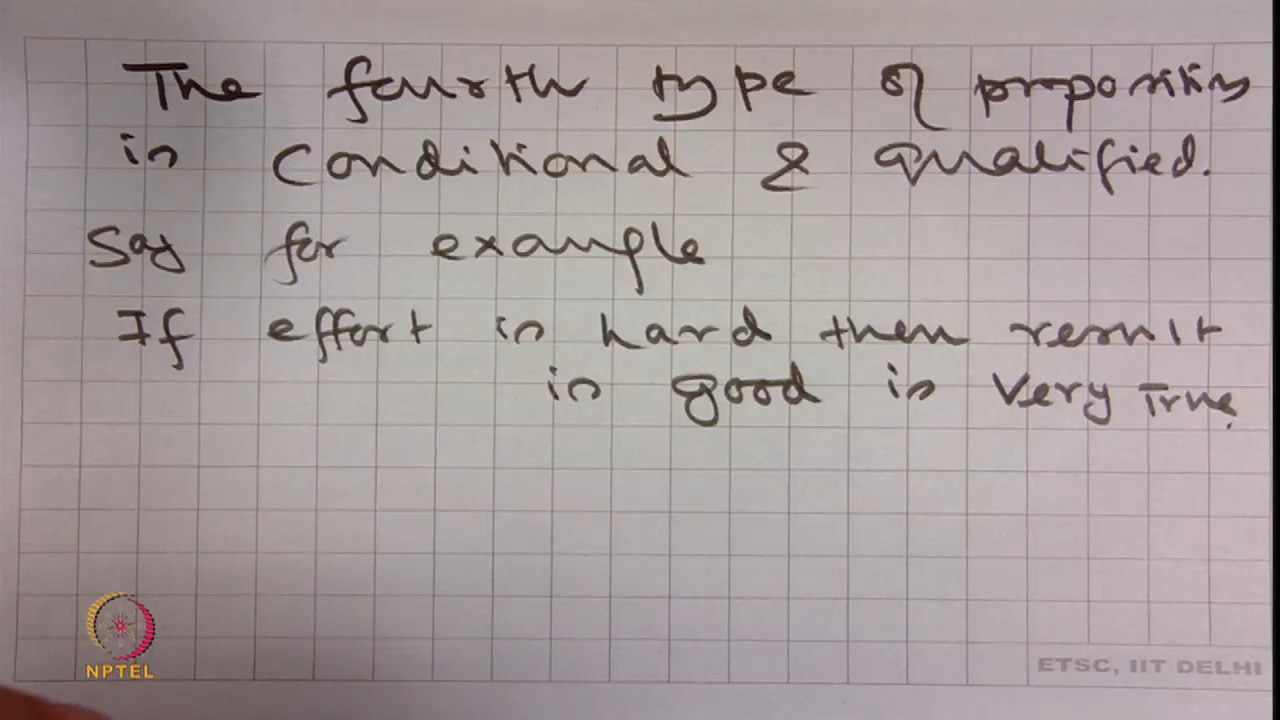 The fourth type of proposition
is conditional & qualified.
Say for example
If effort is hard then result
is good is very True.
NPTEL
ETSC, IIT DELHI